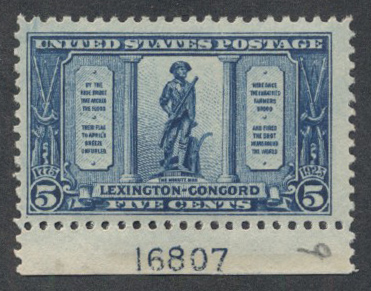 UNITED STATES POSTAGE
BY THE
RUDE BRIDGE
THAT ARCHED
THE FLOOD
THEIR FLAG
TO APRIL'S
BREEZE
UNFURLED
HERE ONCE
THE EMBATTLED
FARMERS
STOOD
AND FIRED
THE SHOT
HEARD ROUND
THE WORLD
1775
1925
THE MINUTE MAN
5
LEXINGTON-CONCORD
5
FIVE CENTS
16807